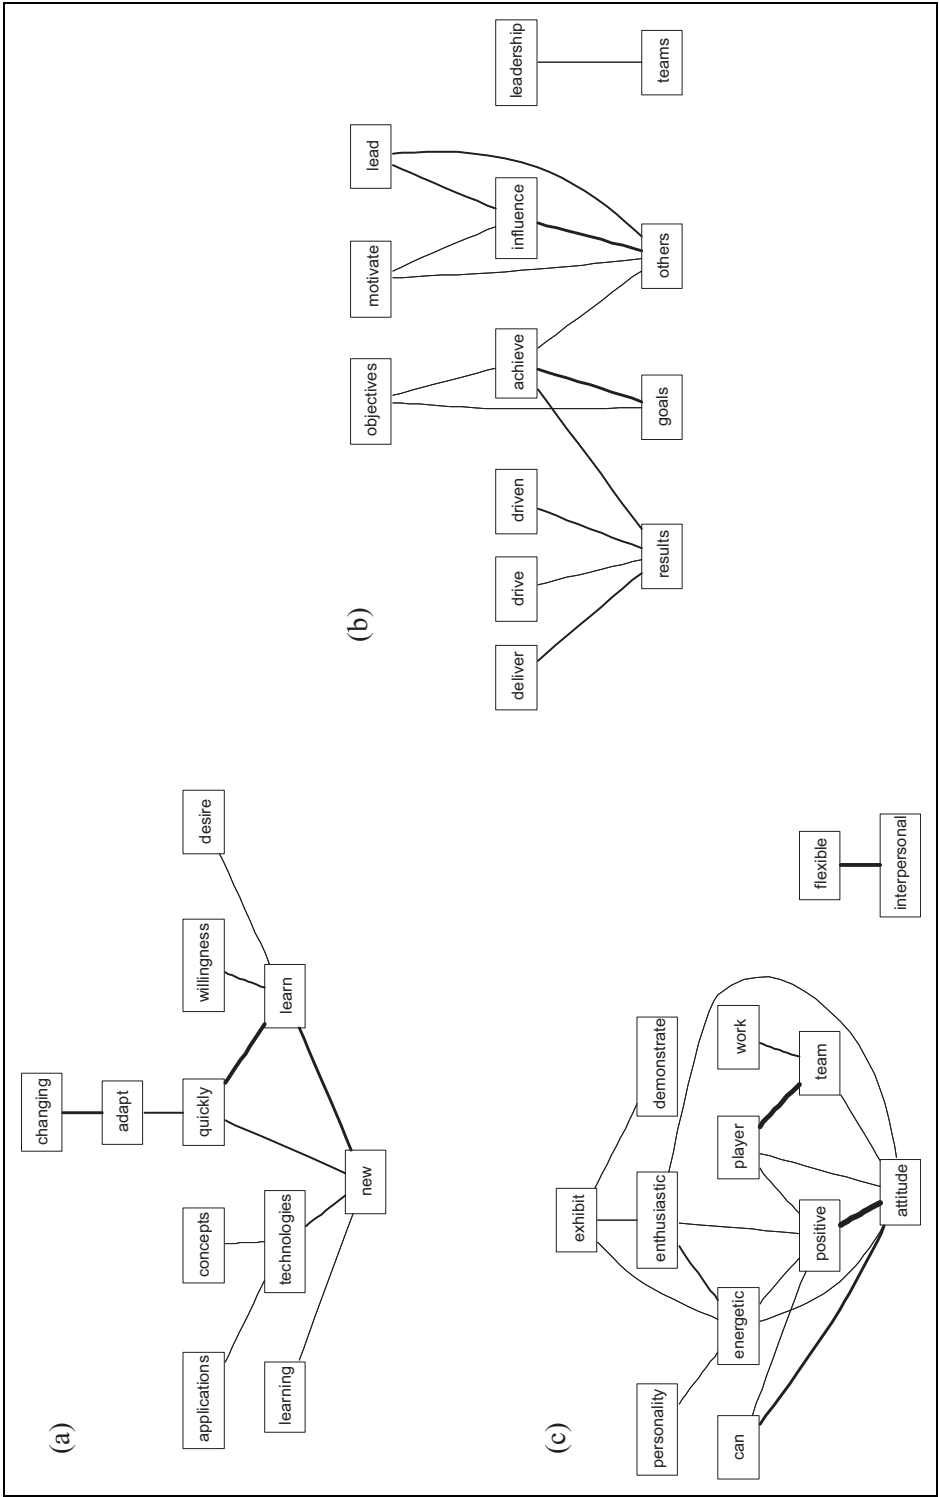 (a)
changing
adapt
applications
concepts
quickly
willingness
desire
learning
technologies
learn
new
(b)
objectives
motivate
lead
deliver
drive
driven
achieve
influence
leadership
results
goals
others
teams
(c)
exhibit
personality
enthusiastic
demonstrate
can
energetic
player
work
positive
team
flexible
attitude
interpersonal